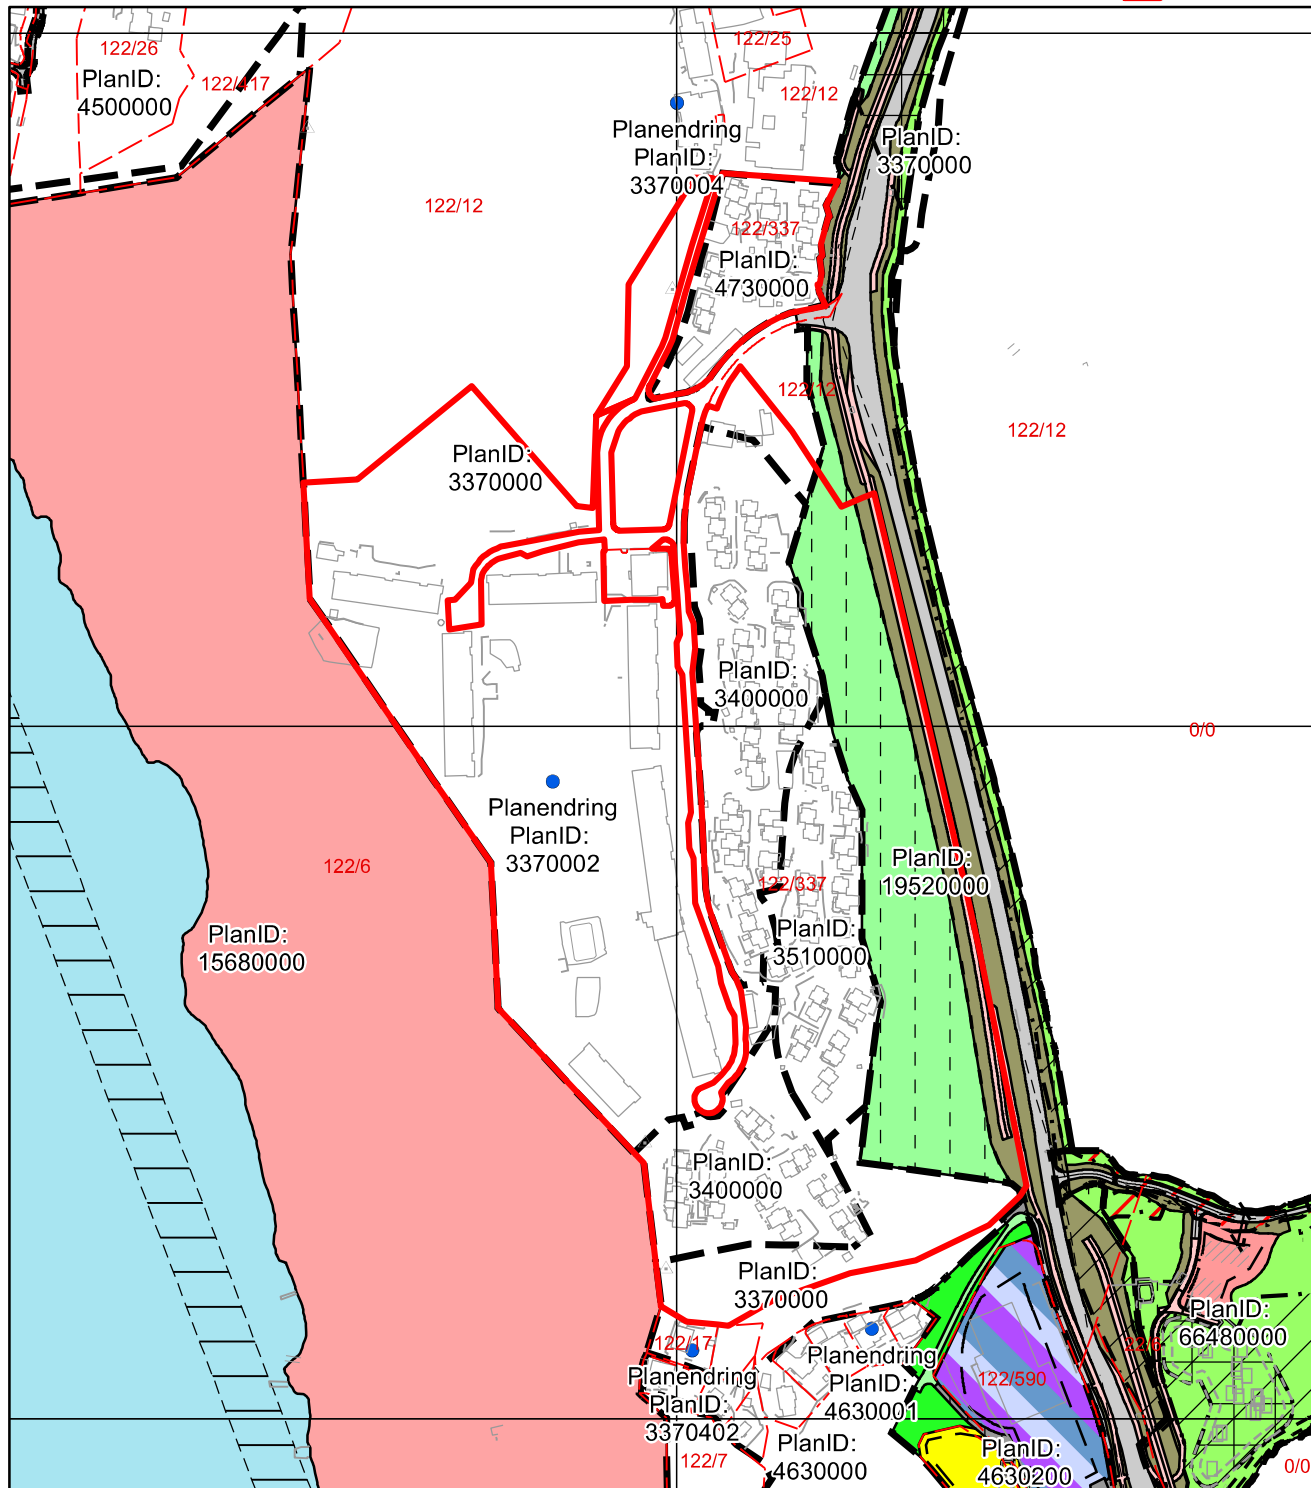 122/26
PlanID:
4500000
122/417
122/25
122/12
Planendring
PlanID:
3370004
PlanID:
3370000
122/12
122/337
PlanID:
4730000
122/12
122/12
PlanID:
3370000
PlanID:
3400000
0/0
Planendring
PlanID:
3370002
122/6
PlanID:
19520000
122/337
PlanID:
15680000
PlanID:
3510000
PlanID:
3400000
PlanID:
3370000
PlanID:
66480000
122/17
22/6
Planendring
PlanID:
3370402
Planendring
PlanID:
4630001
122/590
PlanID:
4630000
PlanID:
4630200
122/7
0/0